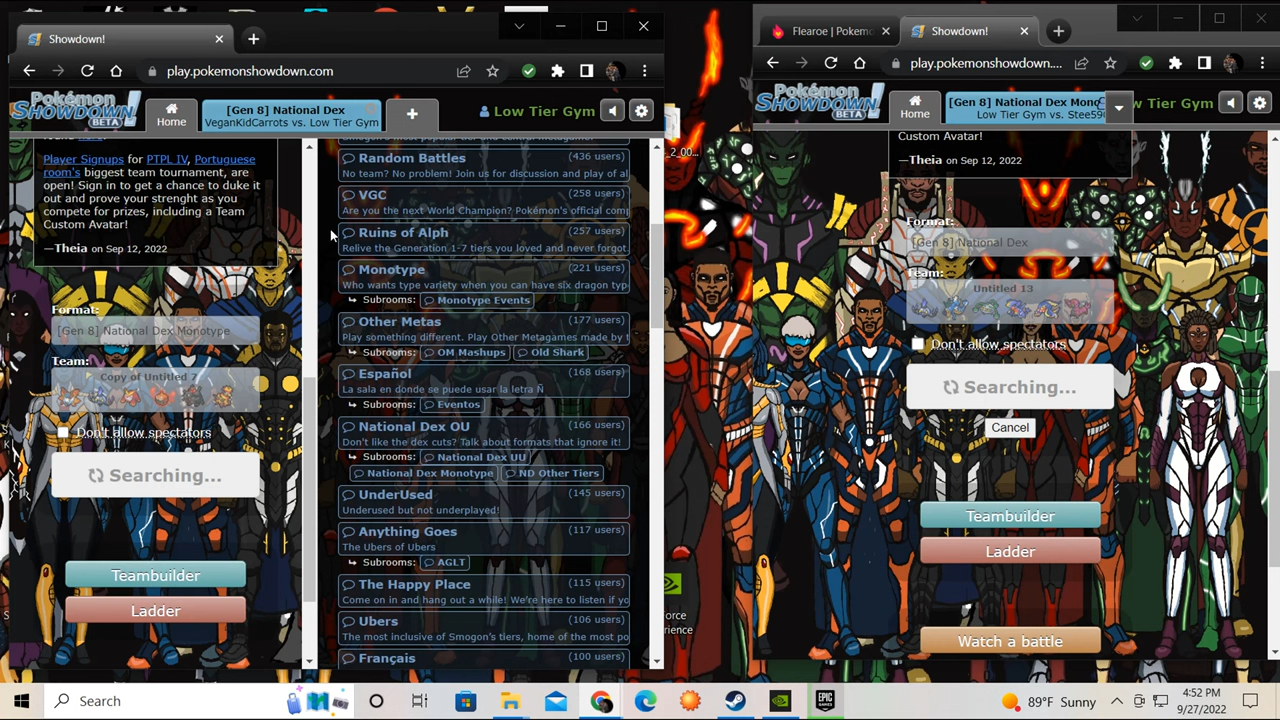 Showdown!
play.pokemonshowdown.com
Pokémon
SHOWDOWN!
BETA
Home
[Gen 8] National Dex
VeganKidCarrots vs. Low Tier Gym
Low Tier Gym
Player Signups for PTPL IV, Portuguese
room's biggest team tournament, are
open! Sign in to get a chance to duke it
out and prove your strenght as you
compete for prizes, including a Team
Custom Avatar!
—Theia on Sep 12, 2022
Format:
[Gen 8] National Dex Monotype
Team:
Copy of Untitled 7
Don't allow spectators
Searching...
Teambuilder
Ladder
Random Battles (436 users)
No team? No problem! Join us for discussion and play of al
VGC (258 users)
Are you the next World Champion? Pokémon's official comp
Ruins of Alph (257 users)
Relive the Generation 1-7 tiers you loved and never forgot.
Monotype (221 users)
Who wants type variety when you can have six dragon typ
Subrooms: Monotype Events
Other Metas (177 users)
Play something different. Play Other Metagames made by t
Subrooms: OM Mashups Old Shark
Español (168 users)
La sala en donde se puede usar la letra Ñ
Subrooms: Eventos
National Dex OU (166 users)
Don't like the dex cuts? Talk about formats that ignore it!
Subrooms: National Dex UU
National Dex Monotype ND Other Tiers
UnderUsed (145 users)
Underused but not underplayed!
Anything Goes (117 users)
The Ubers of Ubers
Subrooms: AGLT
The Happy Place (115 users)
Come on in and hang out a while! We're here to listen if yo
Ubers (106 users)
The most inclusive of Smogon's tiers, home of the most po
Français (100 users)
_2_00...
orce
rience
Flearoe | Pokemo
Showdown!
play.pokemonshowdown....
Pokémon
SHOWDOWN!
BETA
Home
[Gen 8] National Dex Mono
Low Tier Gym vs. Stee59
w Tier Gym
Custom Avatar!
—Theia on Sep 12, 2022
Format:
[Gen 8] National Dex
Team:
Untitled 13
Don't allow spectators
Searching...
Cancel
Teambuilder
Ladder
Watch a battle
Search
EPIC
GAMES
89°F Sunny
4:52 PM
9/27/2022